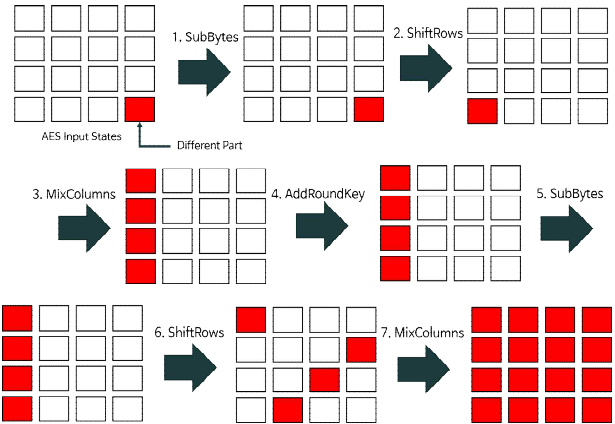 1. SubBytes
2. ShiftRows
AES Input States
Different Part
3. MixColumns
4. AddRoundKey
5. SubBytes
6. ShiftRows
7. MixColumns